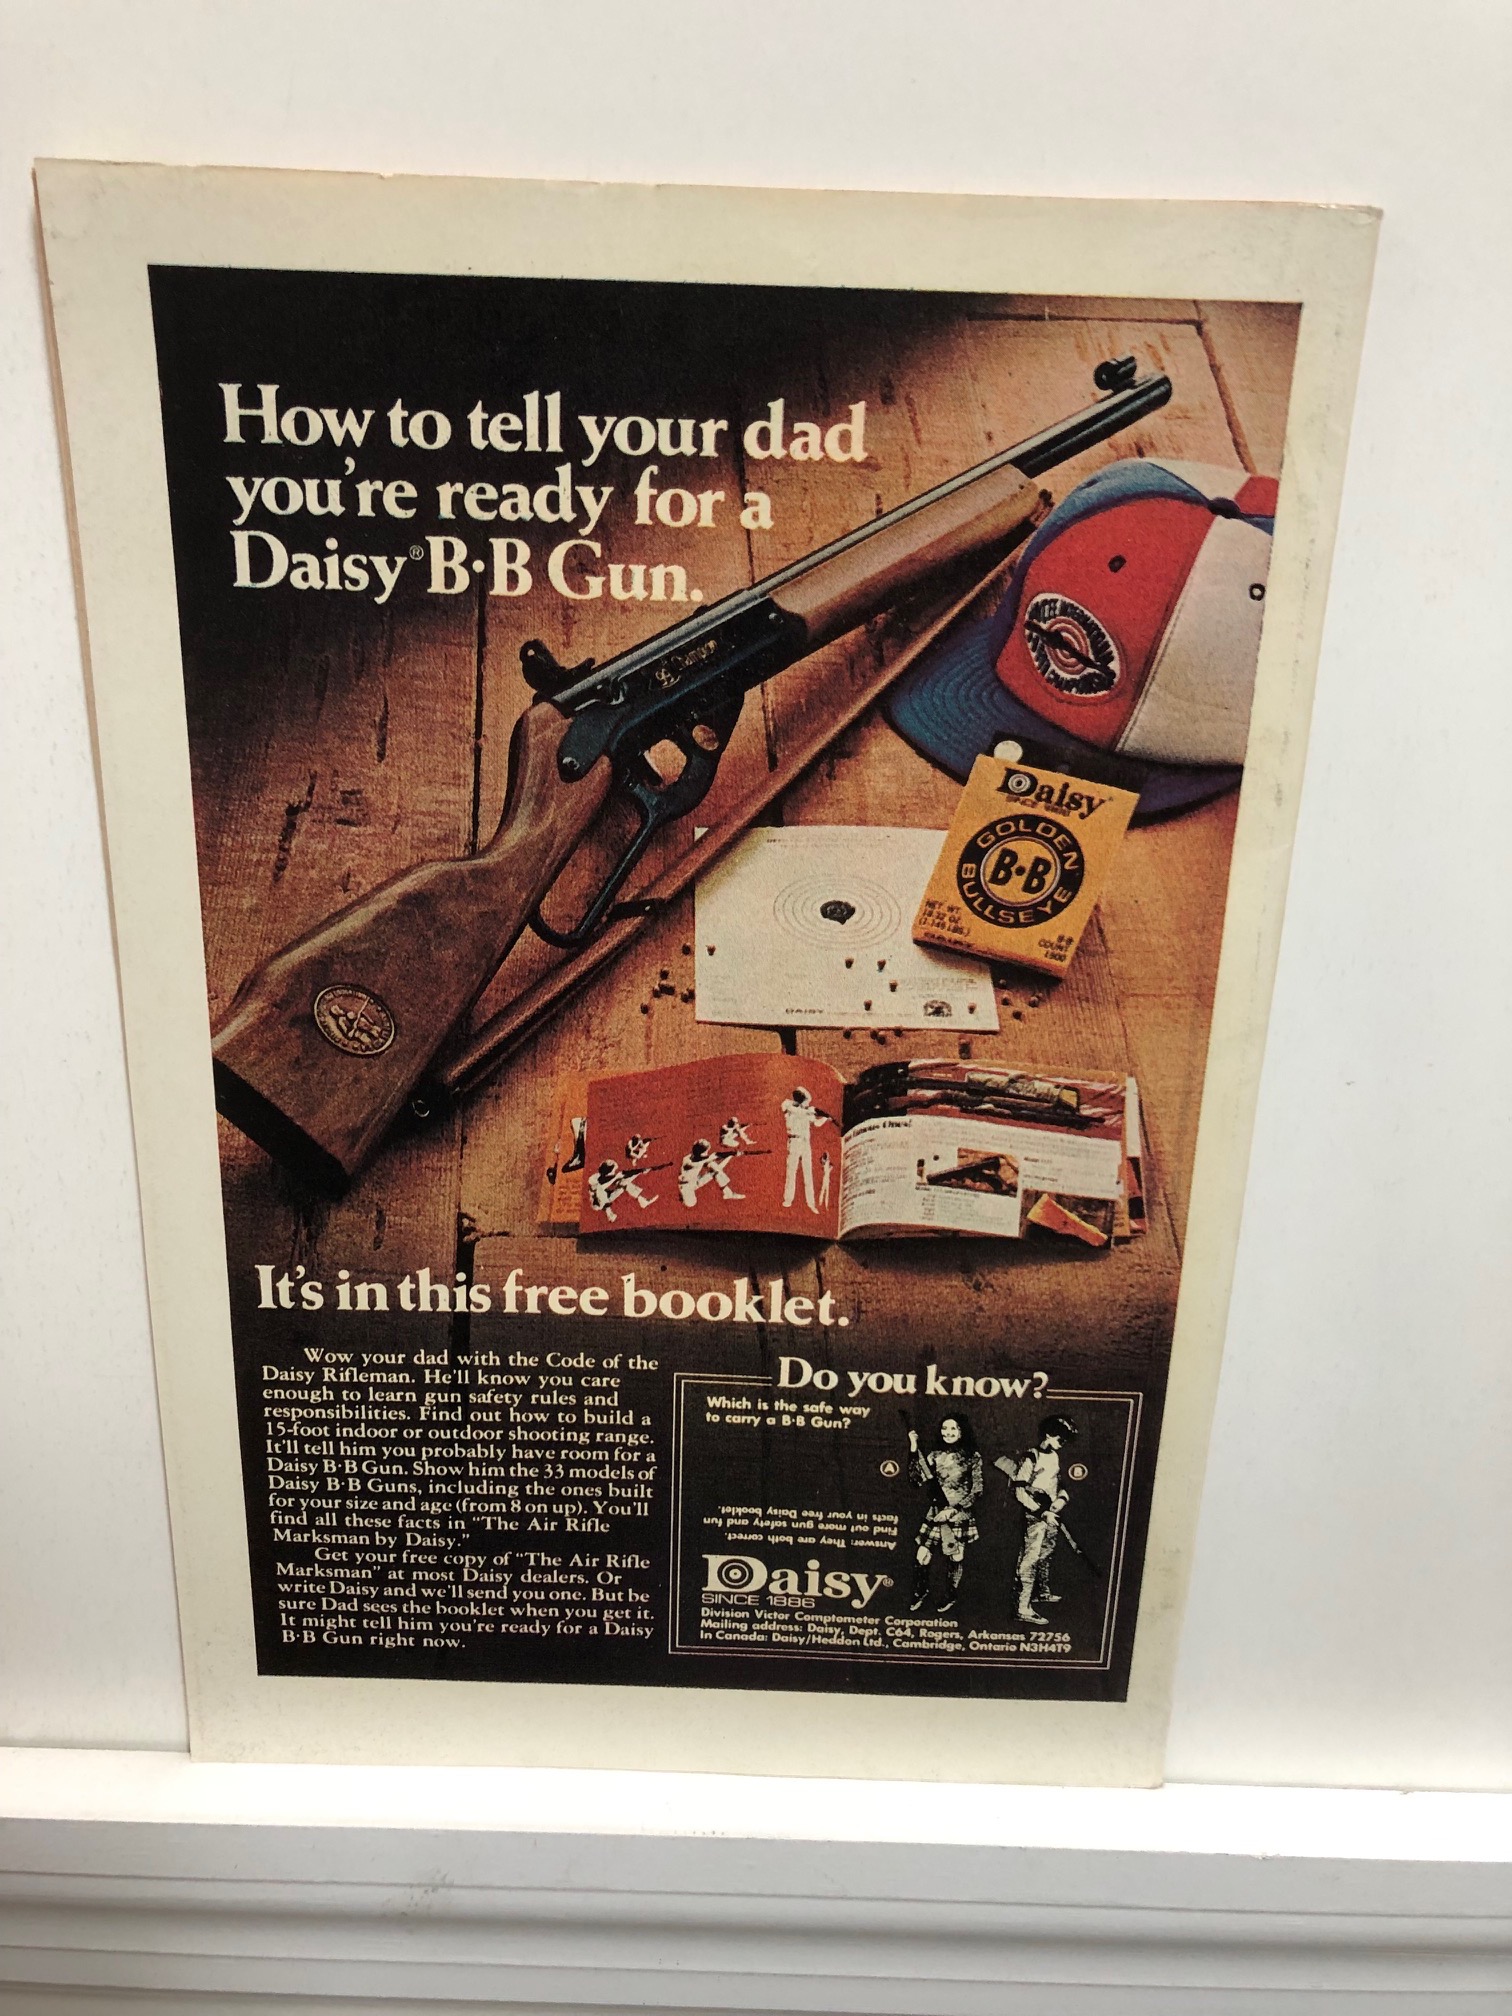 How to tell your dad
you're ready for a
Daisy® B·B Gun.
Daisy
SINCE 1886
GOLDEN
B·B
BULLSEYE
NET WT.
COUNT
1500
DAISY
It's in this free booklet.
Wow your dad with the Code of the
Daisy Rifleman. He'll know you care
enough to learn gun safety rules and
responsibilities. Find out how to build a
15-foot indoor or outdoor shooting range.
It'll tell him you probably have room for a
Daisy B·B Gun. Show him the 33 models of
Daisy B·B Guns, including the ones built
for your size and age (from 8 on up). You'll
find all these facts in "The Air Rifle
Marksman by Daisy."
Get your free copy of "The Air Rifle
Marksman" at most Daisy dealers. Or
write Daisy and we'll send you one. But be
sure Dad sees the booklet when you get it.
It might tell him you're ready for a Daisy
B·B Gun right now.
Do you know?
Which is the safe way
to carry a B·B Gun?
A
B
Answer: They are both correct.
Find out more gun safety and fun
facts in your free Daisy booklet.
Daisy®
SINCE 1886
Division Victor Comptometer Corporation
Mailing address: Daisy, Dept. C64, Rogers, Arkansas 72756
In Canada: Daisy/Heddon Ltd., Cambridge, Ontario N3H4T9